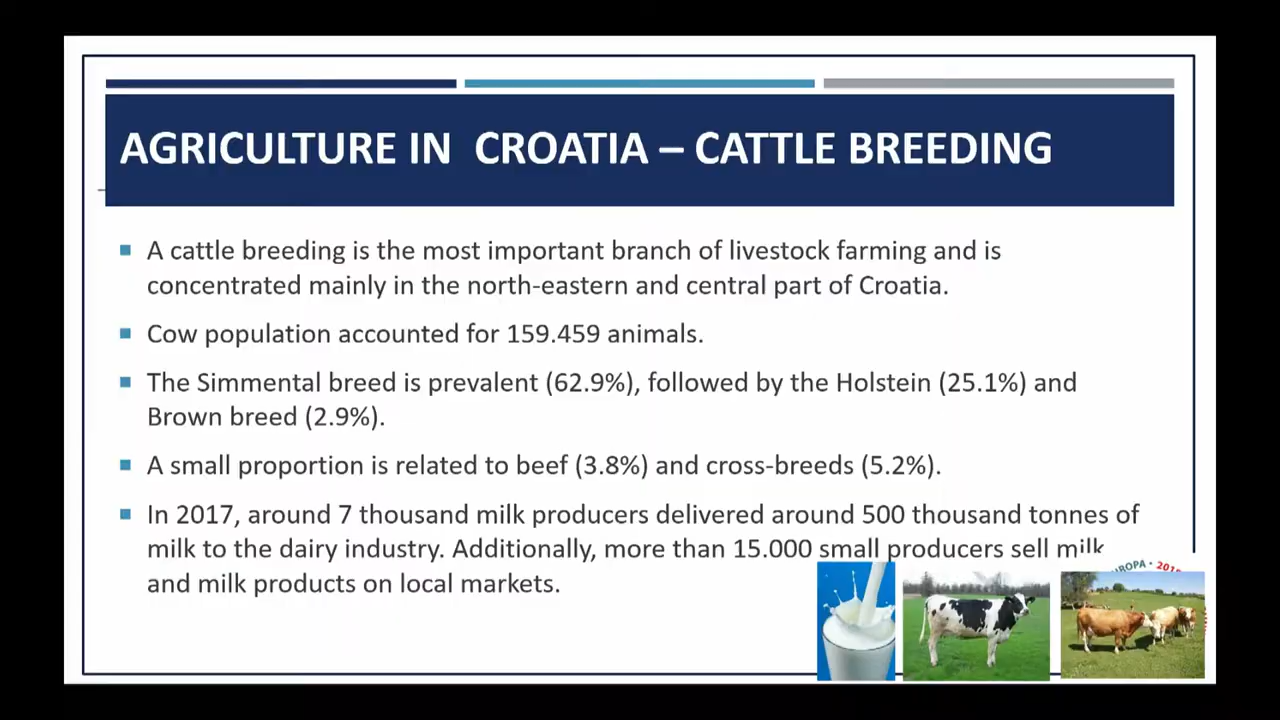 AGRICULTURE IN  CROATIA – CATTLE BREEDING
A cattle breeding is the most important branch of livestock farming and is
concentrated mainly in the north-eastern and central part of Croatia.
Cow population accounted for 159.459 animals.
The Simmental breed is prevalent (62.9%), followed by the Holstein (25.1%) and
Brown breed (2.9%).
A small proportion is related to beef (3.8%) and cross-breeds (5.2%).
In 2017, around 7 thousand milk producers delivered around 500 thousand tonnes of
milk to the dairy industry. Additionally, more than 15.000 small producers sell milk
and milk products on local markets.